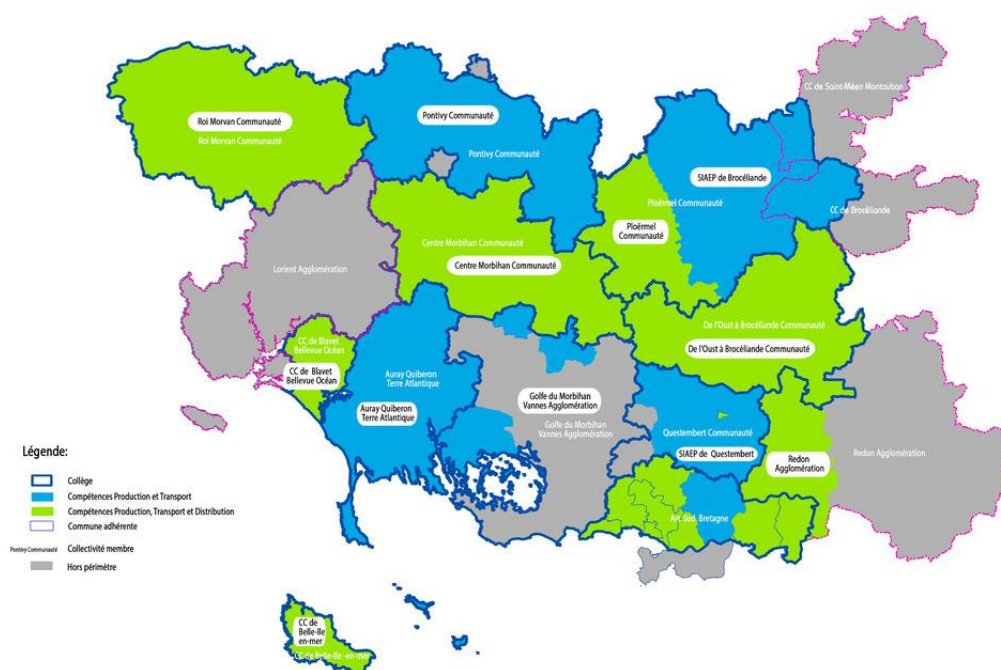 CC de Saint-Méen Montauban
Roi Morvan Communauté
Roi Morvan Communauté
Pontivy Communauté
Pontivy Communauté
SIAEP de Brocéliande
Ploërmel Communauté
CC de Brocéliande
Ploërmel
Communauté
Centre Morbihan Communauté
Centre Morbihan Communauté
Lorient Agglomération
De l'Oust à Brocéliande Communauté
De l'Oust à Brocéliande Communauté
CC de Blavet
Bellevue Océan
CC de Blavet
Bellevue Océan
Auray Quiberon
Terre Atlantique
Auray Quiberon
Terre Atlantique
Golfe du Morbihan
Vannes Agglomération
Golfe du Morbihan
Vannes Agglomération
Questembert Communauté
SIAEP de Questembert
Redon
Agglomération
Redon Agglomération
Arc Sud Bretagne
Légende:
Collège
Compétences Production et Transport
Compétences Production, Transport et Distribution
Commune adhérente
Pontivy Communauté
Collectivité membre
Hors périmètre
CC de
Belle-Ile
en-mer
CC de Belle-Ile -en-mer